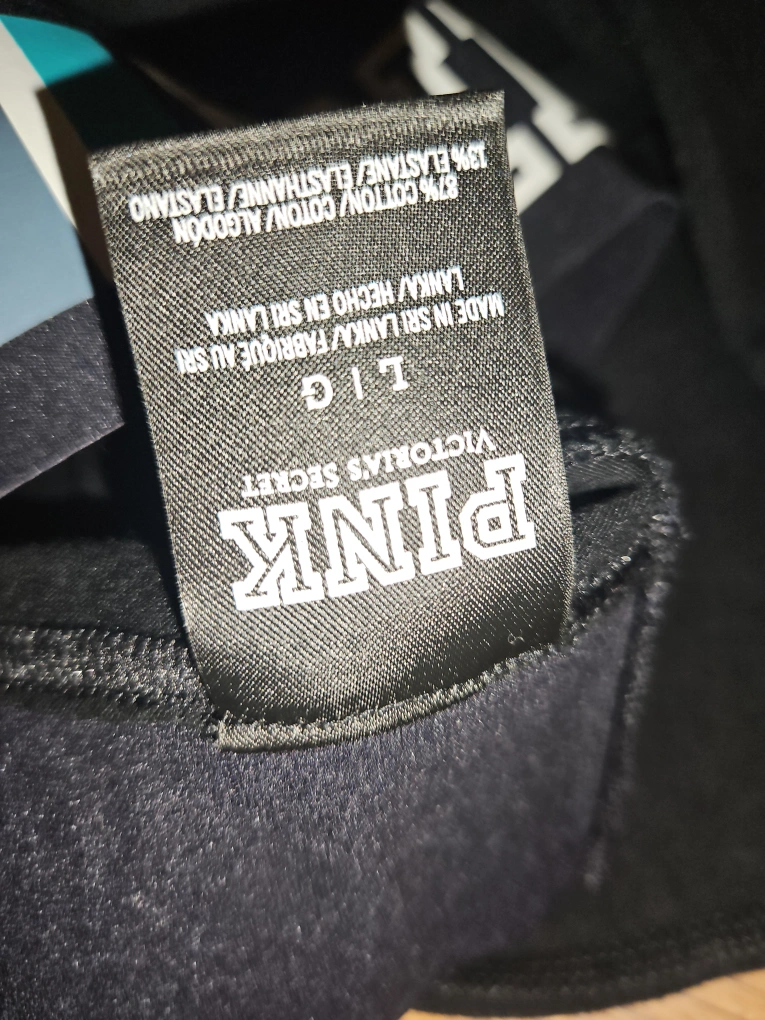 PINK
VICTORIA'S SECRET
L | G
MADE IN SRI LANKA/ FABRIQUÉ AU SRI
LANKA/ HECHO EN SRI LANKA
87% COTTON/ COTON/ ALGODÓN
13% ELASTANE/ ELASTHANNE/ ELASTANO